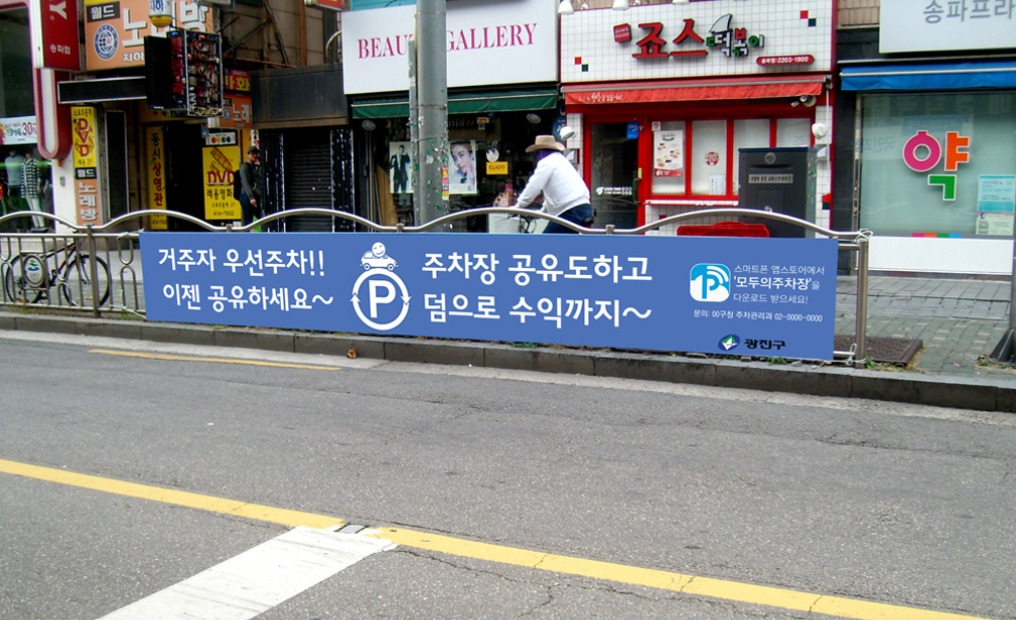 BEAUTY GALLERY
죠스떡볶이
송파프라
약
DVD
DVD
노래방
거주자 우선주차!!
이젠 공유하세요~
P
주차장 공유도하고
덤으로 수익까지~
P
스마트폰 앱스토어에서
'모두의주차장'을
다운로드 받으세요!
문의: 00구청 주차관리과 02-0000-0000
광진구